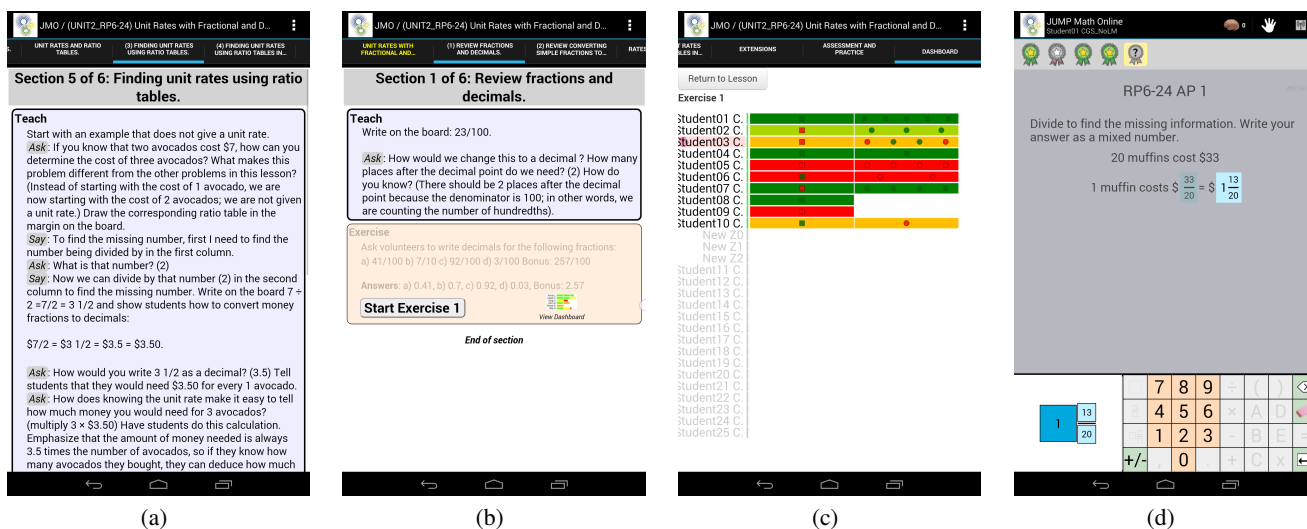 JMO / (UNIT2_RP6-24) Unit Rates with Fractional and D...
UNIT RATES AND RATIO TABLES.
(3) FINDING UNIT RATES USING RATIO TABLES.
(4) FINDING UNIT RATES USING RATIO TABLES IN...
Section 5 of 6: Finding unit rates using ratio
tables.
Teach
Start with an example that does not give a unit rate.
Ask: If you know that two avocados cost $7, how can you
determine the cost of three avocados? What makes this
problem different from the other problems in this lesson?
(Instead of starting with the cost of 1 avocado, we are
now starting with the cost of 2 avocados; we are not given
a unit rate.) Draw the corresponding ratio table in the
margin on the board.
Say: To find the missing number, first I need to find the
number being divided by in the first column.
Ask: What is that number? (2)
Say: Now we can divide by that number (2) in the second
column to find the missing number. Write on the board 7 ÷
2 =7/2 = 3 1/2 and show students how to convert money
fractions to decimals:
$7/2 = $3 1/2 = $3.5 = $3.50.
Ask: How would you write 3 1/2 as a decimal? (3.5) Tell
students that they would need $3.50 for every 1 avocado.
Ask: How does knowing the unit rate make it easy to tell
how much money you would need for 3 avocados?
(multiply 3 × $3.50) Have students do this calculation.
Emphasize that the amount of money needed is always
3.5 times the number of avocados, so if they know how
many avocados they bought, they can deduce how much
(a)
JMO / (UNIT2_RP6-24) Unit Rates with Fractional and D...
UNIT RATES WITH FRACTIONAL AND...
(1) REVIEW FRACTIONS AND DECIMALS.
(2) REVIEW CONVERTING SIMPLE FRACTIONS TO...
RATES
Section 1 of 6: Review fractions and
decimals.
Teach
Write on the board: 23/100.
Ask: How would we change this to a decimal ? How many
places after the decimal point do we need? (2) How do
you know? (There should be 2 places after the decimal
point because the denominator is 100; in other words, we
are counting the number of hundredths).
Exercise
Ask volunteers to write decimals for the following fractions:
a) 41/100 b) 7/10 c) 92/100 d) 3/100 Bonus: 257/100
Answers: a) 0.41, b) 0.7, c) 0.92, d) 0.03, Bonus: 2.57
Start Exercise 1
View Dashboard
End of section
(b)
JMO / (UNIT2_RP6-24) Unit Rates with Fractional and D...
T RATES
BLES IN...
EXTENSIONS
ASSESSMENT AND PRACTICE
DASHBOARD
Return to Lesson
Exercise 1
Student01 C.
Student02 C.
Student03 C.
Student04 C.
Student05 C.
Student06 C.
Student07 C.
Student08 C.
Student09 C.
Student10 C.
New Z0
New Z1
New Z2
Student11 C.
Student12 C.
Student13 C.
Student14 C.
Student15 C.
Student16 C.
Student17 C.
Student18 C.
Student19 C.
Student20 C.
Student21 C.
Student22 C.
Student23 C.
Student24 C.
Student25 C.
(c)
JUMP Math Online
Student01 CGS_NoLM
0
?
RP6-24 AP 1
Divide to find the missing information. Write your
answer as a mixed number.
20 muffins cost $33
1 muffin costs $ 33/20 = $ 1 13/20
1 13/20
7 8 9 ÷ ( )
4 5 6 × A D
1 2 3 - B E =
+/- , 0 . + C x
(d)